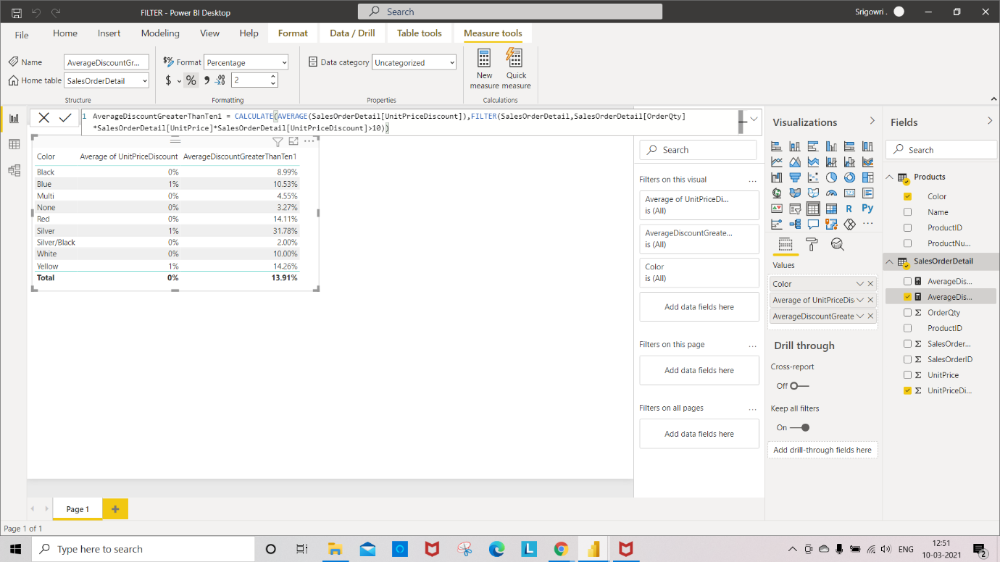 FILTER - Power BI Desktop
Search
Srigowri .
File
Home
Insert
Modeling
View
Help
Format
Data / Drill
Table tools
Measure tools
Name
AverageDiscountGr...
Home table
SalesOrderDetail
Structure
Format
Percentage
$
%
2
Formatting
Data category
Uncategorized
Properties
New measure
Quick measure
Calculations
1 AverageDiscountGreaterThanTen1 = CALCULATE(AVERAGE(SalesOrderDetail[UnitPriceDiscount]),FILTER(SalesOrderDetail,SalesOrderDetail[OrderQty]
*SalesOrderDetail[UnitPrice]*SalesOrderDetail[UnitPriceDiscount]>10))
Color Average of UnitPriceDiscount AverageDiscountGreaterThanTen1
Black 0% 8.99%
Blue 1% 10.53%
Multi 0% 4.55%
None 0% 3.27%
Red 0% 14.11%
Silver 1% 31.78%
Silver/Black 0% 2.00%
White 0% 10.00%
Yellow 1% 14.26%
Total 0% 13.91%
Search
Filters on this visual
Average of UnitPriceDi...
is (All)
AverageDiscountGreate...
is (All)
Color
is (All)
Add data fields here
Filters on this page
Add data fields here
Filters on all pages
Add data fields here
Visualizations
R
Py
Values
Color
Average of UnitPriceDis
AverageDiscountGreate
Drill through
Cross-report
Off
Keep all filters
On
Add drill-through fields here
Fields
Search
Products
Color
Name
ProductID
ProductNu...
SalesOrderDetail
AverageDis...
AverageDis...
OrderQty
ProductID
SalesOrder...
SalesOrderID
UnitPrice
UnitPriceDi...
Page 1
Page 1 of 1
Type here to search
L
ENG
12:51
10-03-2021
2